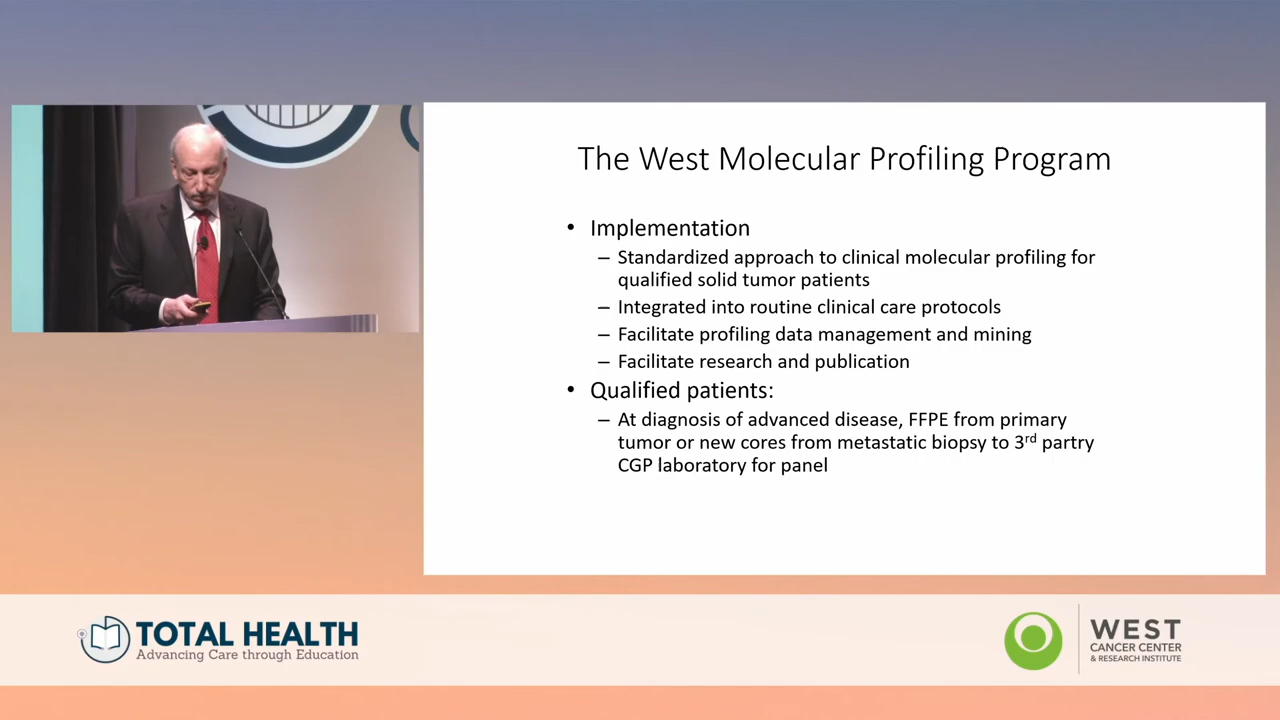 The West Molecular Profiling Program
• Implementation
– Standardized approach to clinical molecular profiling for
qualified solid tumor patients
– Integrated into routine clinical care protocols
– Facilitate profiling data management and mining
– Facilitate research and publication
• Qualified patients:
– At diagnosis of advanced disease, FFPE from primary
tumor or new cores from metastatic biopsy to 3rd partry
CGP laboratory for panel
TOTAL HEALTH
Advancing Care through Education
WEST
CANCER CENTER
& RESEARCH INSTITUTE